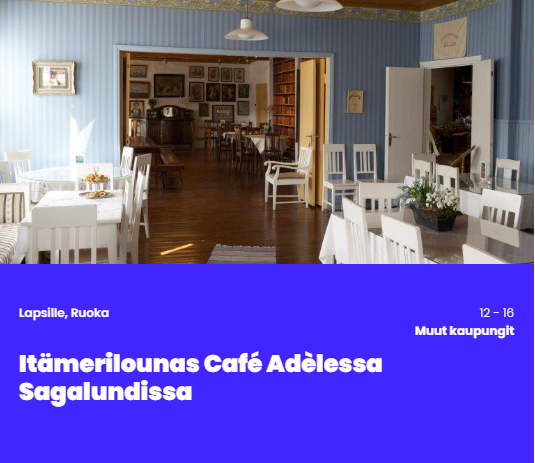 Lapsille, Ruoka
12 - 16
Muut kaupungit
Itämerilounas Café Adèlessa
Sagalundissa